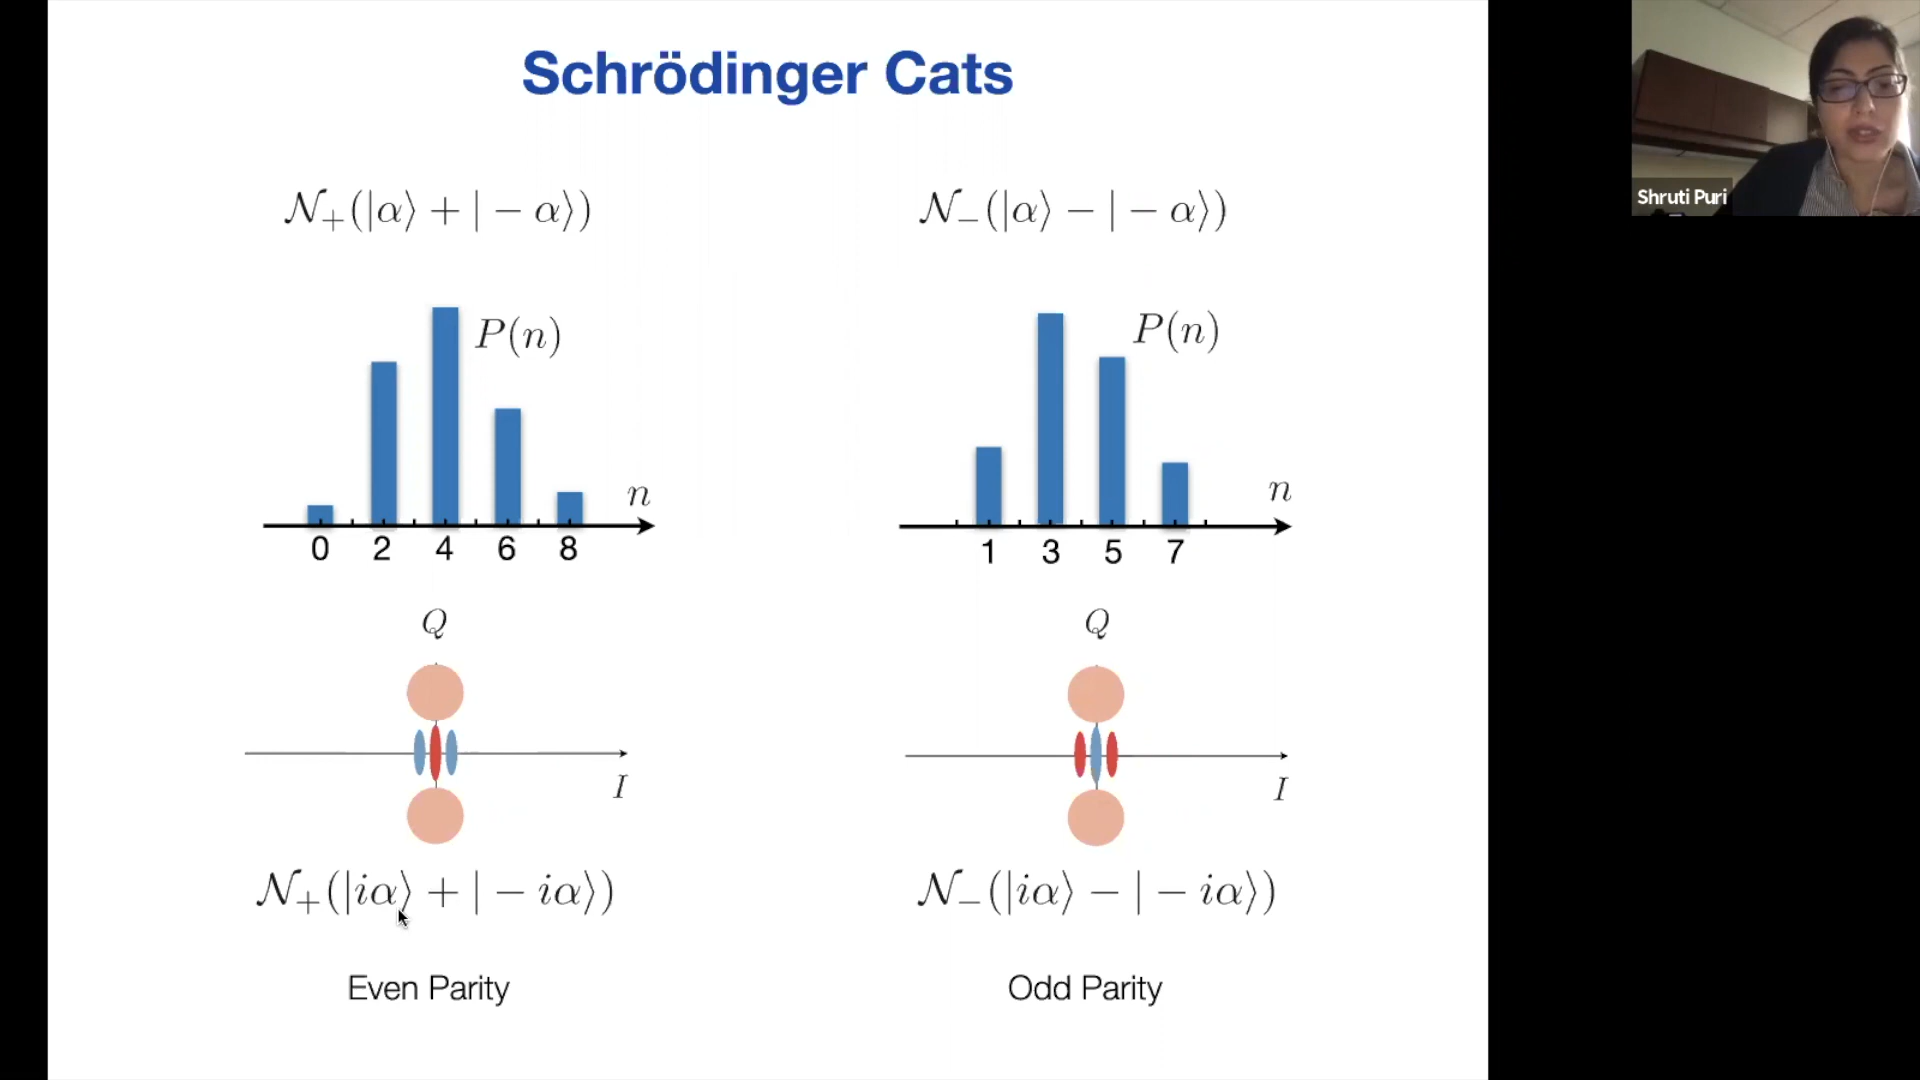 Schrödinger Cats
𝒩₊(|α⟩ + | − α⟩)
𝒩₋(|α⟩ − | − α⟩)
P(n)
n
0 2 4 6 8
P(n)
n
1 3 5 7
Q
I
Q
I
𝒩₊(|iα⟩ + | − iα⟩)
𝒩₋(|iα⟩ − | − iα⟩)
Even Parity
Odd Parity
Shruti Puri